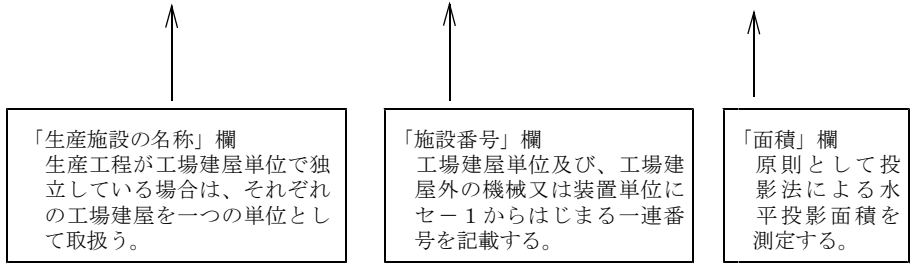 「生産施設の名称」欄
生産工程が工場建屋単位で独
立している場合は、それぞれ
の工場建屋を一つの単位とし
て取扱う。
「施設番号」欄
工場建屋単位及び、工場建
屋外の機械又は装置単位に
セ－１からはじまる一連番
号を記載する。
「面積」欄
原則として投
影法による水
平投影面積を
測定する。